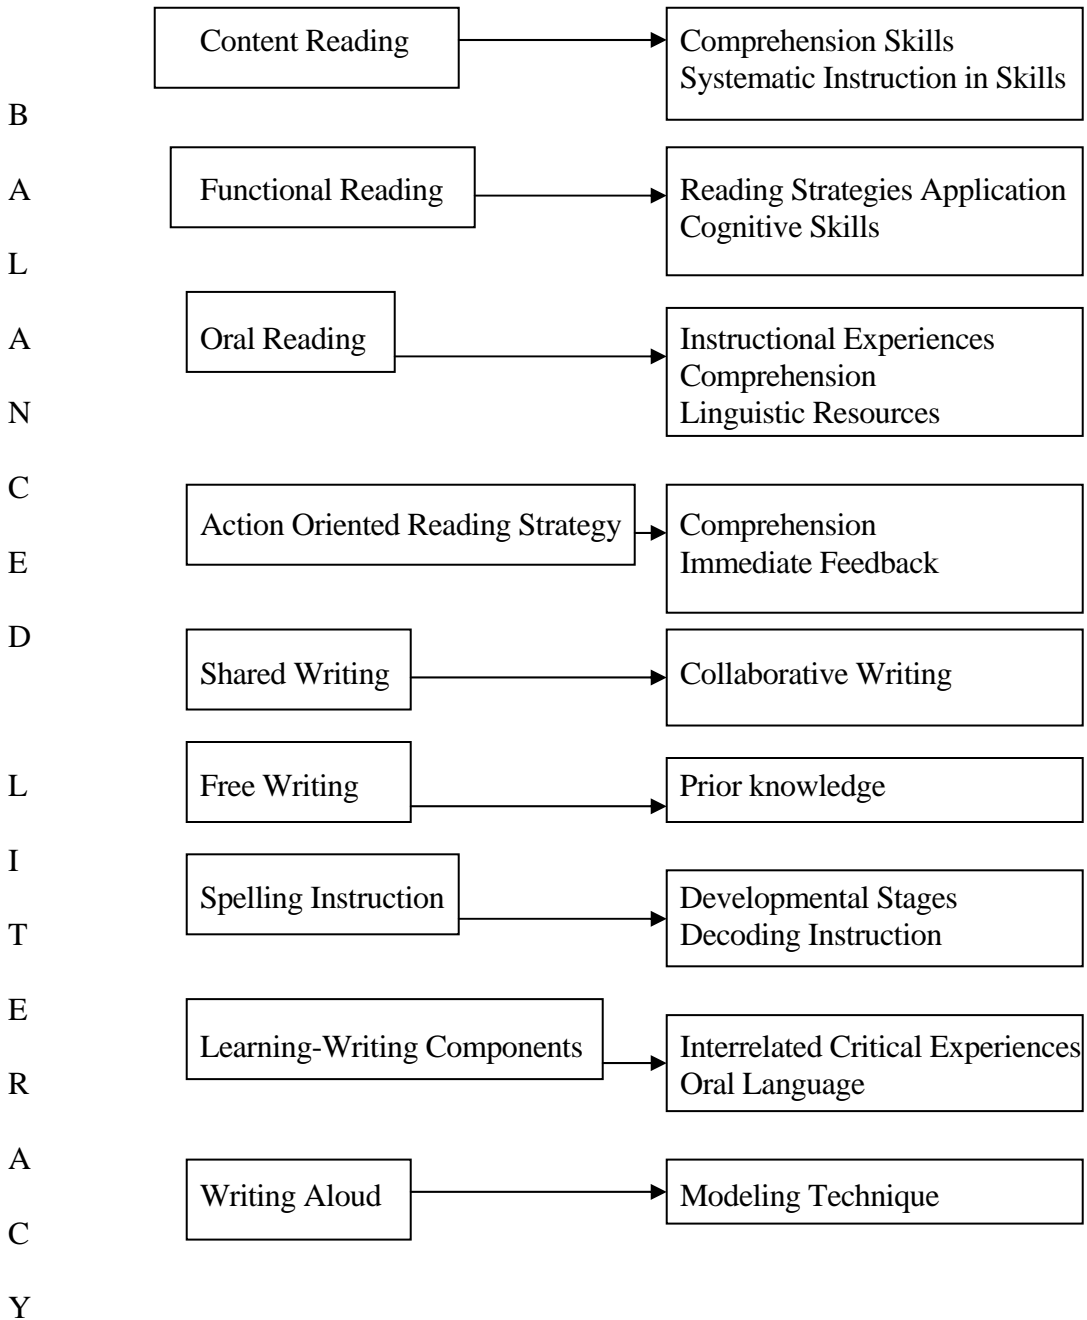 Content Reading
Comprehension Skills
Systematic Instruction in Skills
B
A
Functional Reading
Reading Strategies Application
Cognitive Skills
L
A
Oral Reading
Instructional Experiences
Comprehension
N
Linguistic Resources
C
Action Oriented Reading Strategy
Comprehension
E
Immediate Feedback
D
Shared Writing
Collaborative Writing
L
Free Writing
Prior knowledge
I
Spelling Instruction
Developmental Stages
T
Decoding Instruction
E
Learning-Writing Components
Interrelated Critical Experiences
R
Oral Language
A
Writing Aloud
Modeling Technique
C
Y